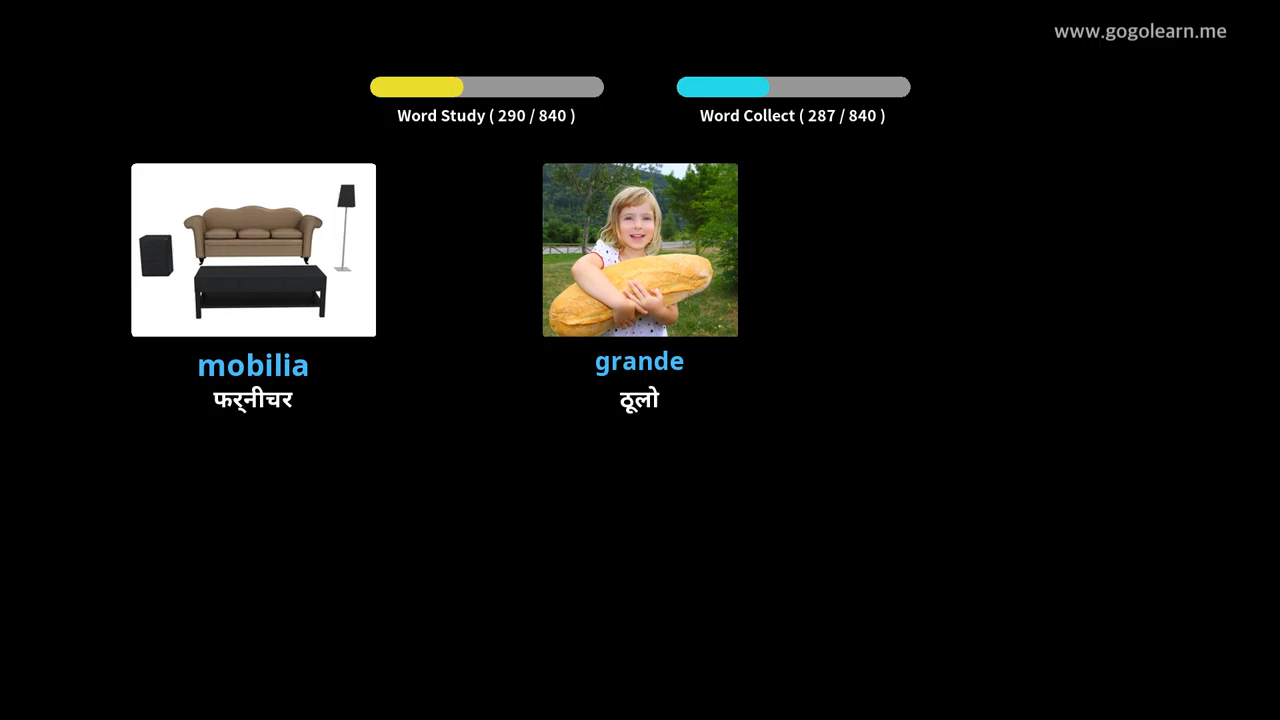 www.gogolearn.me
Word Study ( 290 / 840 )
Word Collect ( 287 / 840 )
mobilia
फर्नीचर
grande
ठूलो